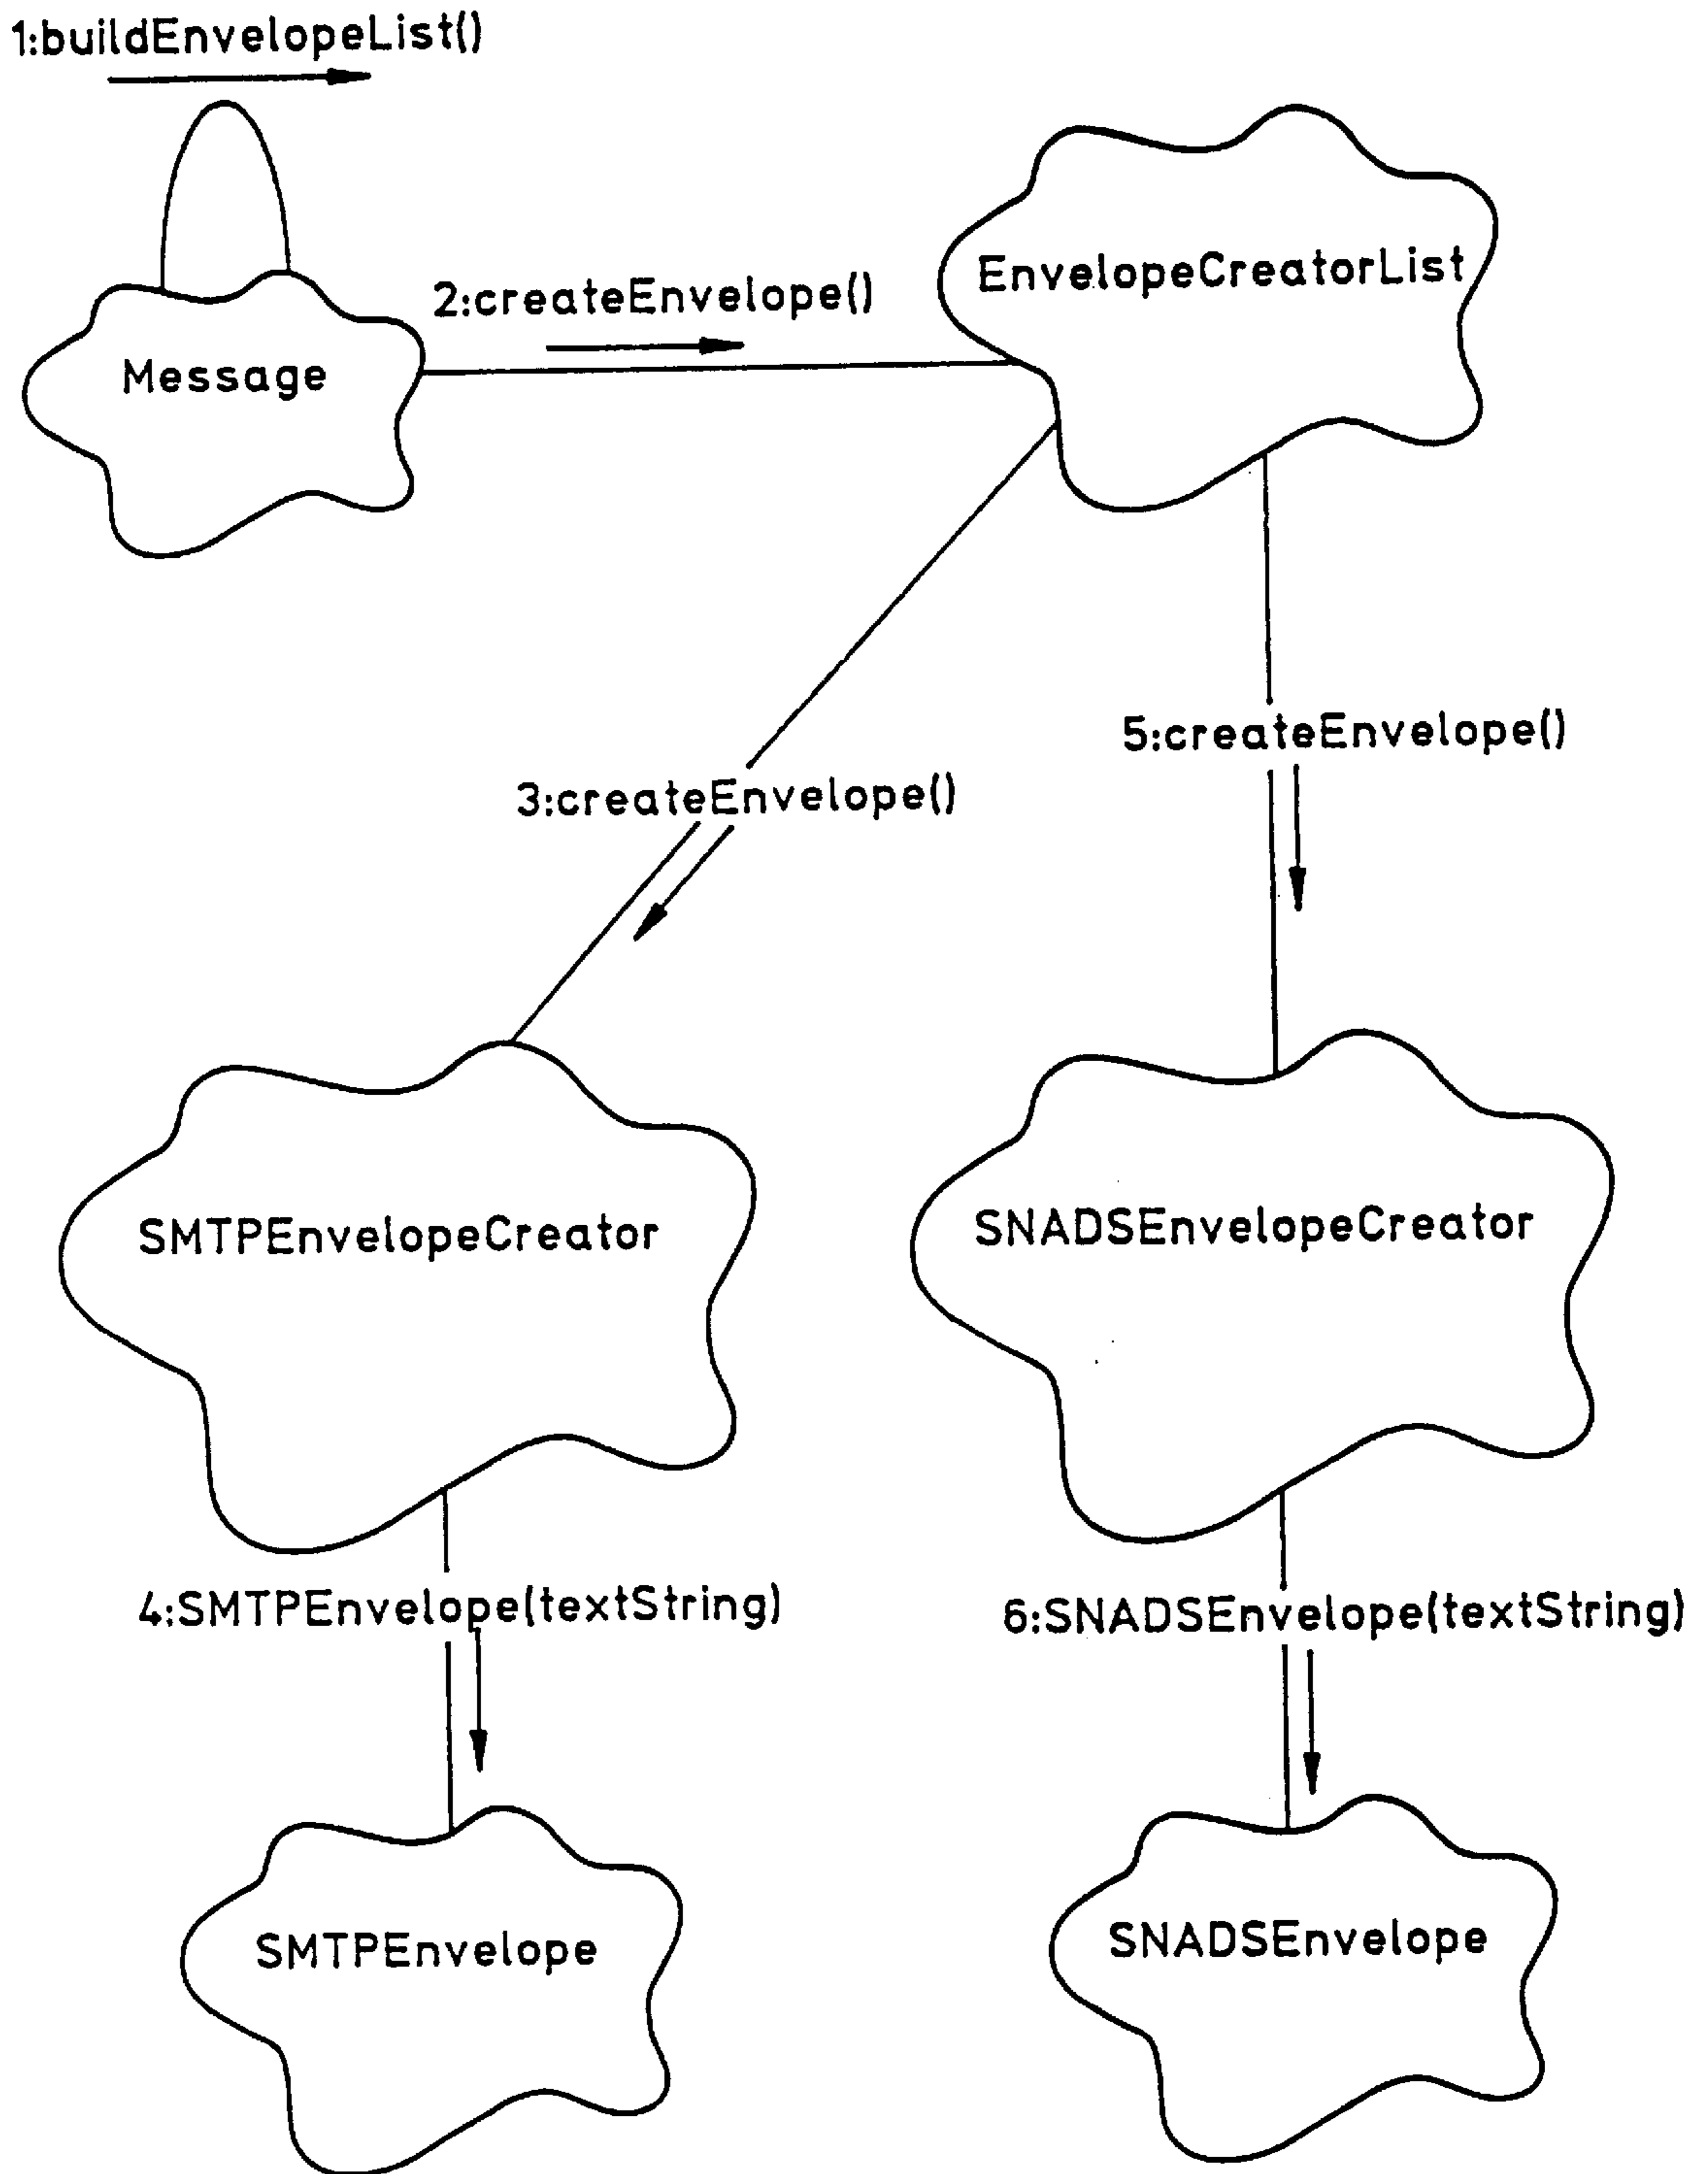 1:buildEnvelopeList()
EnvelopeCreatorList
2:createEnvelope()
Message
5:createEnvelope()
3:createEnvelope()
SMTPEnvelopeCreator
SNADSEnvelopeCreator
4:SMTPEnvelope(textString)
6:SNADSEnvelope(textString)
SMTPEnvelope
SNADSEnvelope